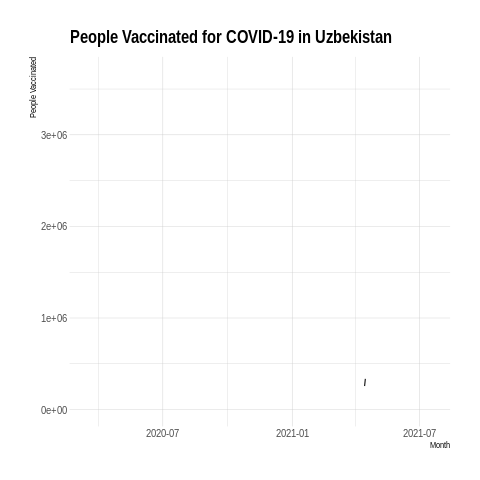 People Vaccinated for COVID-19 in Uzbekistan
People Vaccinated
3e+06
2e+06
1e+06
0e+00
2020-07
2021-01
2021-07
Month